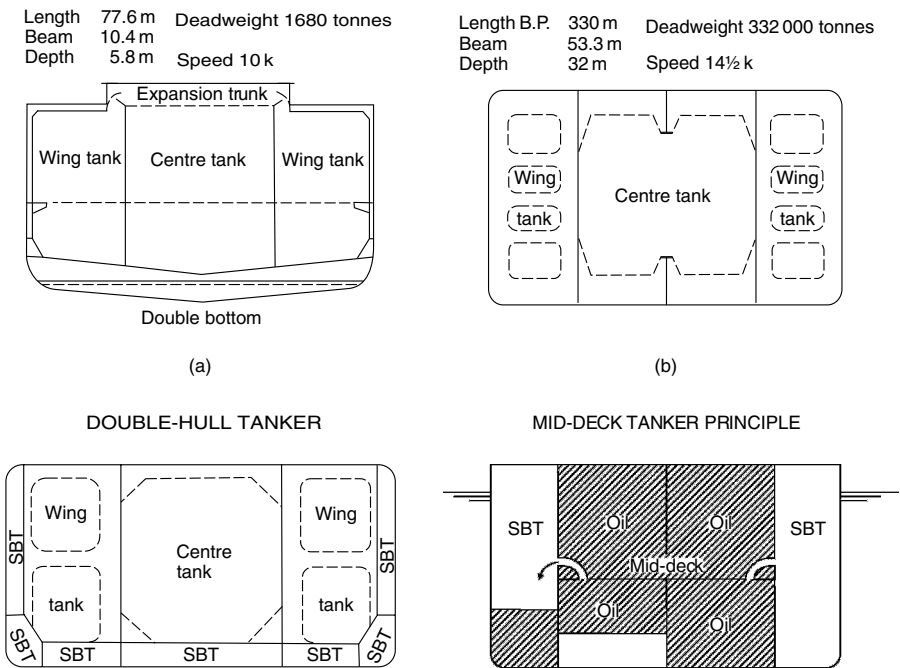 Length 77.6 m Deadweight 1680 tonnes
Beam 10.4 m
Depth 5.8 m Speed 10 k
Expansion trunk
Wing tank Centre tank Wing tank
Double bottom
(a)
Length B.P. 330 m Deadweight 332 000 tonnes
Beam 53.3 m
Depth 32 m Speed 14½ k
Wing Wing
Centre tank
tank tank
(b)
DOUBLE-HULL TANKER
Wing Wing
SBT Centre SBT
tank
tank tank
SBT SBT SBT SBT SBT
MID-DECK TANKER PRINCIPLE
SBT Oil Oil SBT
Mid-deck
Oil Oil